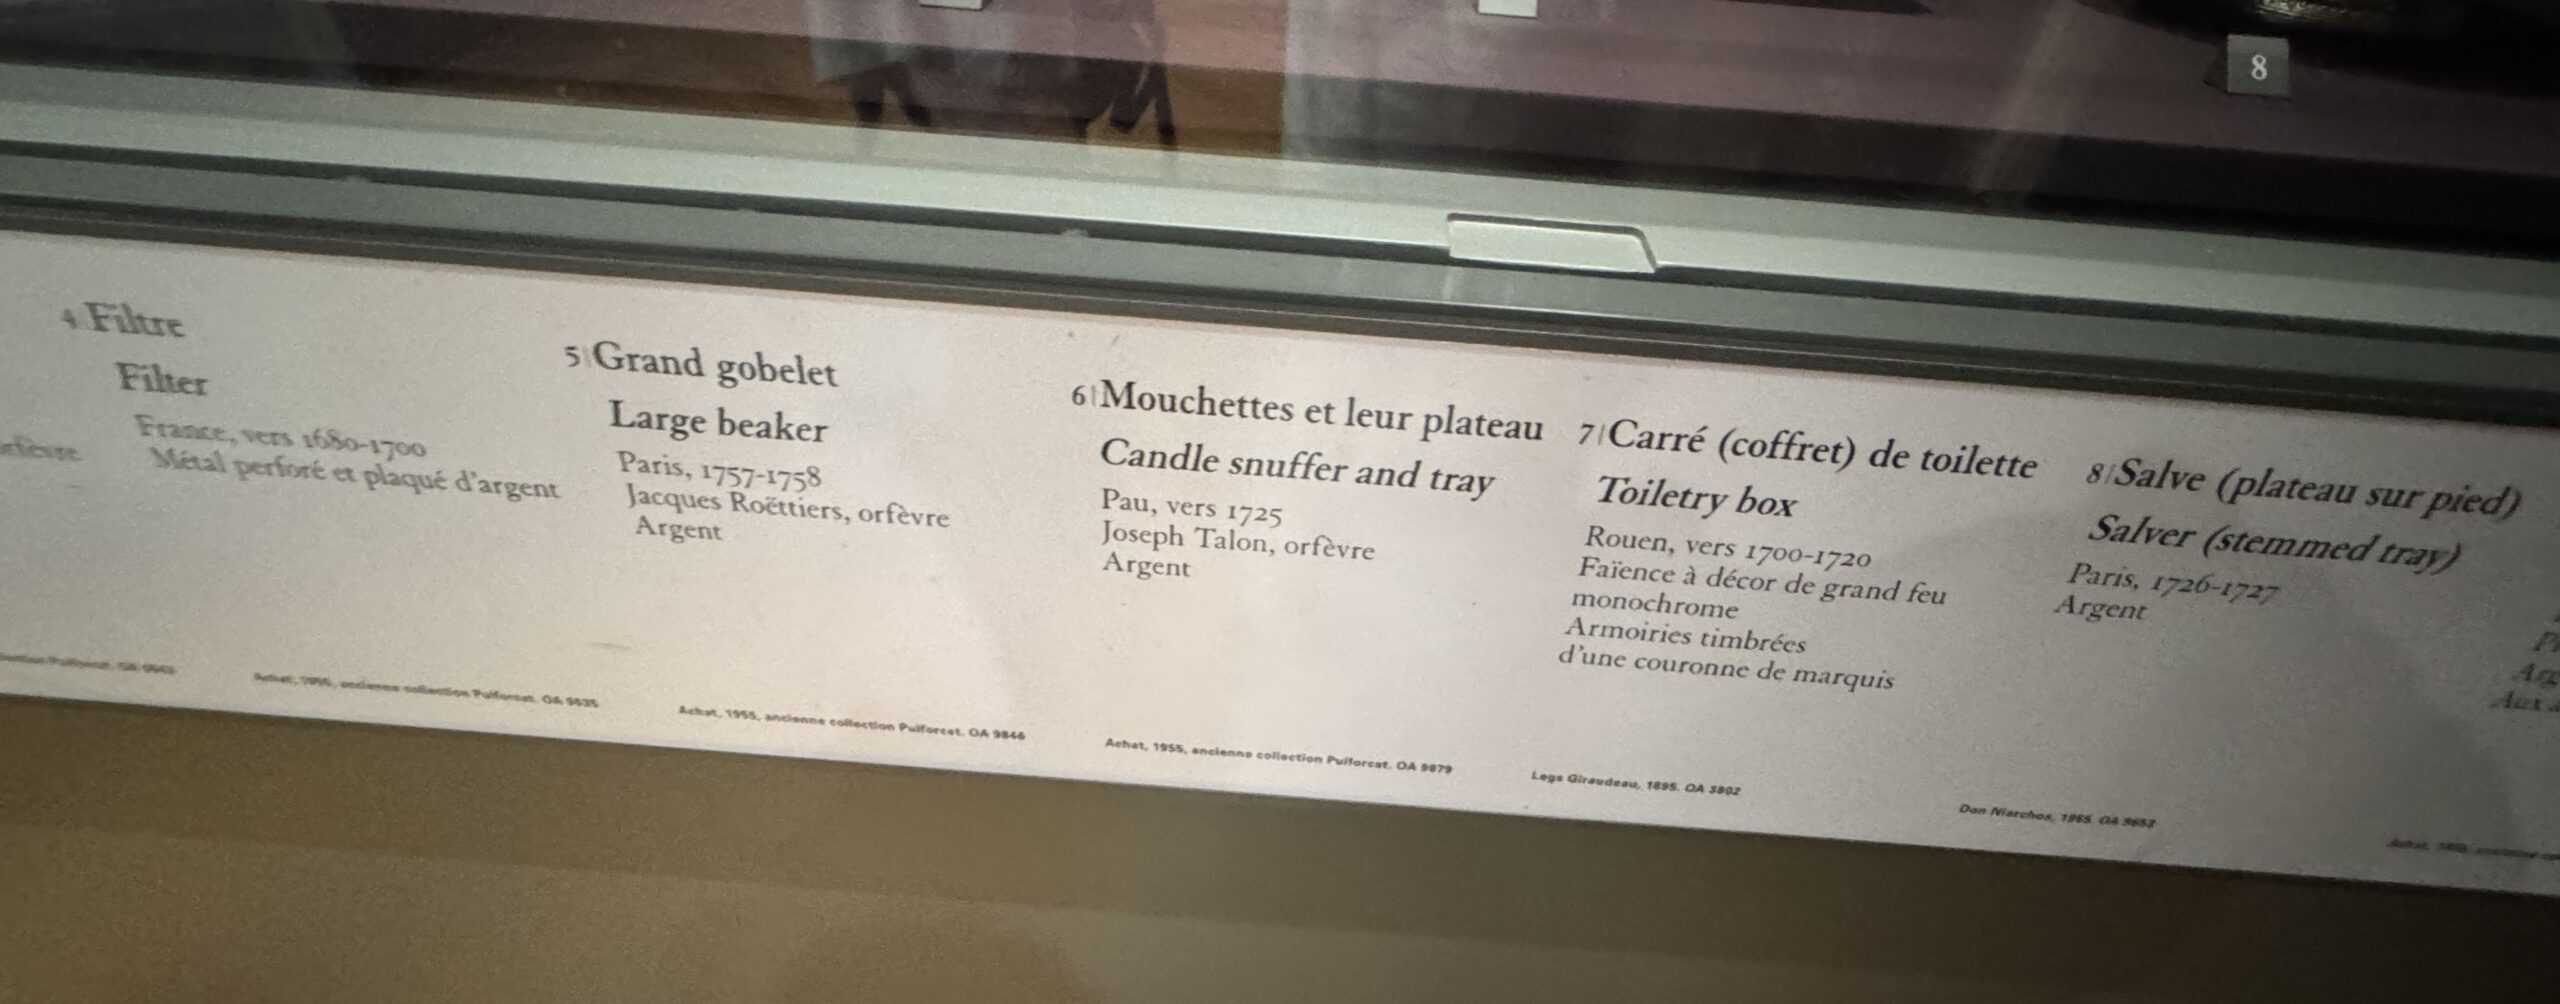 8
4 Filtre
Filter
France, vers 1680-1700
Métal perforé et plaqué d'argent
5 Grand gobelet
Large beaker
Paris, 1757-1758
Jacques Roëttiers, orfèvre
Argent
6 Mouchettes et leur plateau
Candle snuffer and tray
Pau, vers 1725
Joseph Talon, orfèvre
Argent
7 Carré (coffret) de toilette
Toiletry box
Rouen, vers 1700-1720
Faïence à décor de grand feu
monochrome
Armoiries timbrées
d'une couronne de marquis
8 Salve (plateau sur pied)
Salver (stemmed tray)
Paris, 1726-1727
Argent
Achat, 1955, ancienne collection Puiforcat.
Achat, 1955, ancienne collection Puiforcat. OA 9846
Achat, 1955, ancienne collection Puiforcat. OA 9879
Legs Giraudeau, 1895. OA 3802
Don Niarchos, 1955. OA 9653